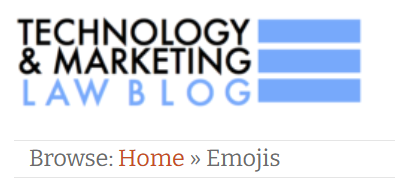 TECHNOLOGY
& MARKETING
LAW BLOG
Browse: Home » Emojis